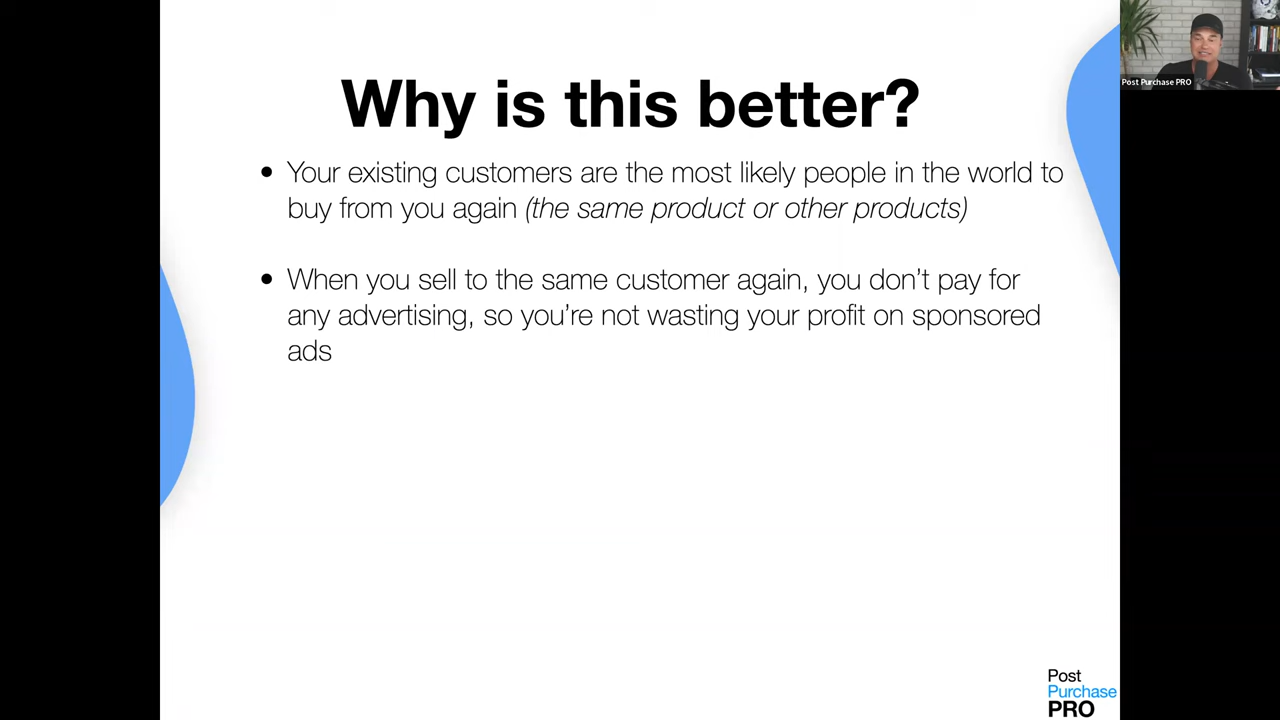 Why is this better?
• Your existing customers are the most likely people in the world to
buy from you again (the same product or other products)
• When you sell to the same customer again, you don’t pay for
any advertising, so you’re not wasting your profit on sponsored
ads
Post Purchase PRO
Post
Purchase
PRO